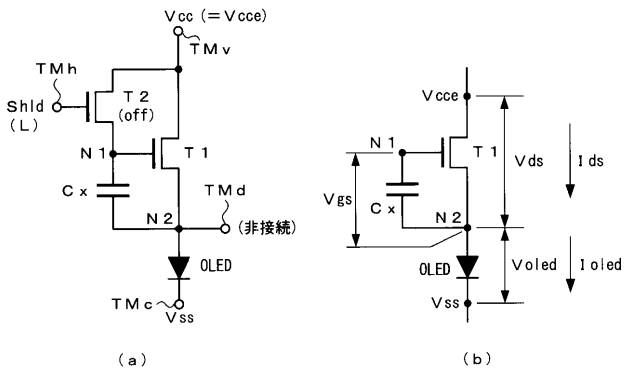 Vcc (=Vcce)
TMv
TMh
T2
(off)
Shld
(L)
N1
T1
Cx
TMd
N2
(非接続)
OLED
TMc
Vss
(a)
Vcce
N1
T1
Vds
Ids
Vgs
Cx
N2
OLED
Voled
Ioled
Vss
(b)